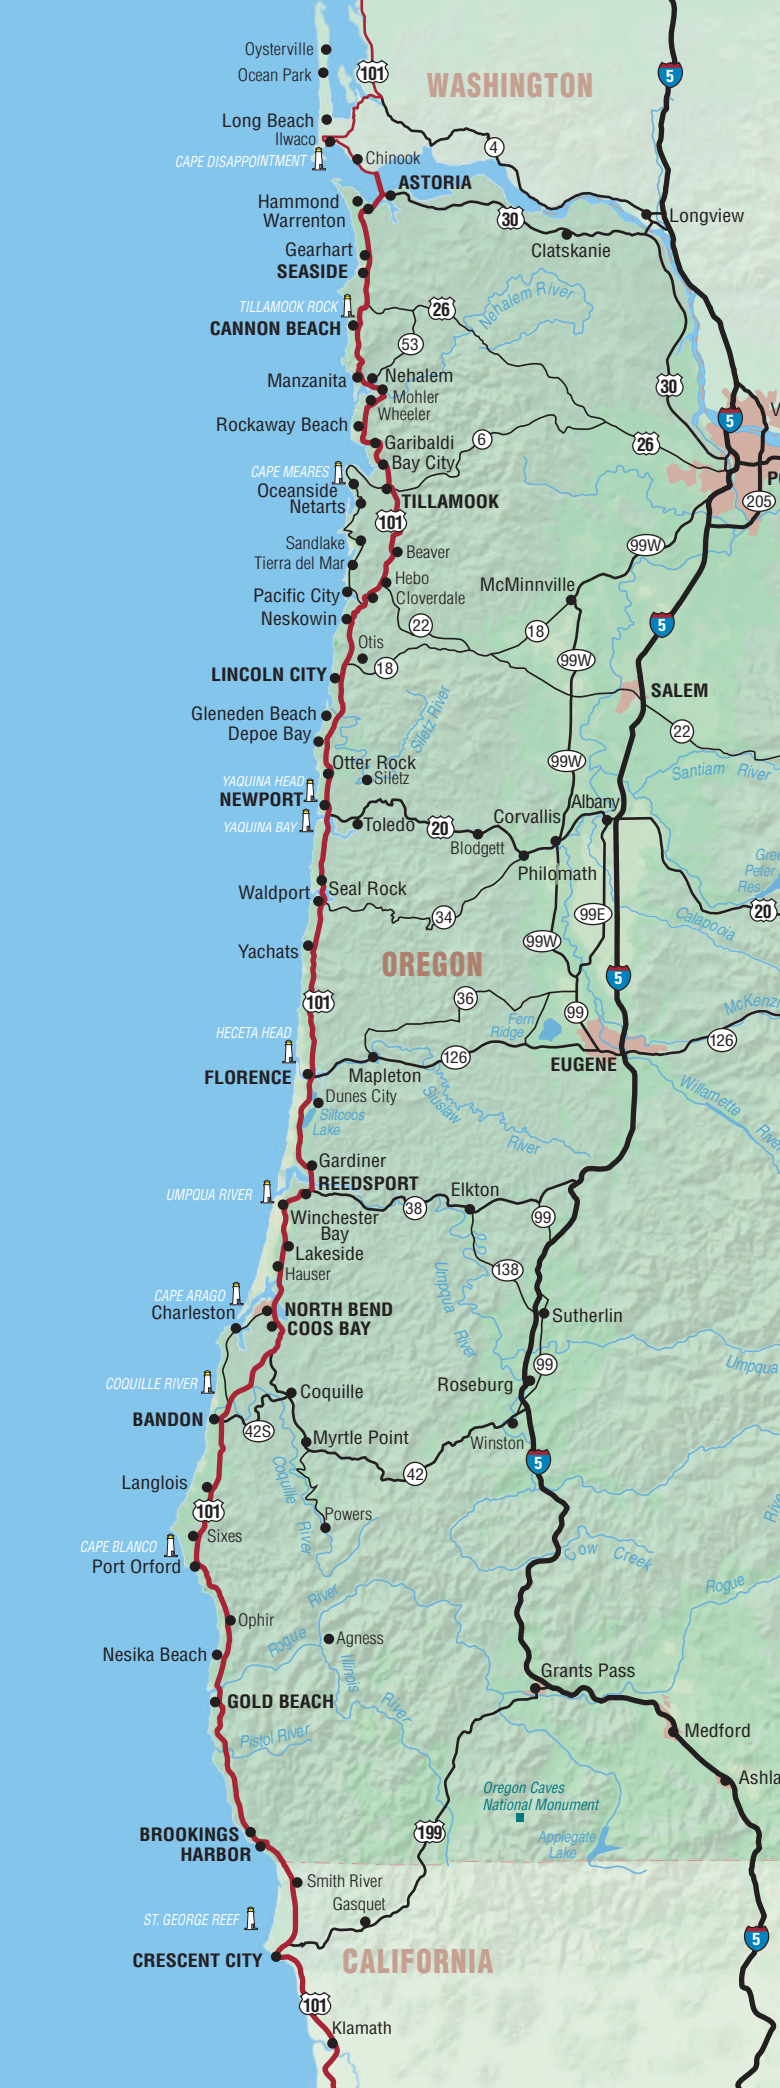 Oysterville
Ocean Park
101
WASHINGTON
5
Long Beach
Ilwaco
4
CAPE DISAPPOINTMENT
Chinook
ASTORIA
Hammond
Warrenton
30
Longview
Gearhart
Clatskanie
SEASIDE
TILLAMOOK ROCK
26
Nehalem River
CANNON BEACH
53
Manzanita
Nehalem
30
Mohler
Wheeler
Rockaway Beach
5
V
Garibaldi
6
26
Bay City
CAPE MEARES
Oceanside
Netarts
TILLAMOOK
205
101
Sandlake
Beaver
99W
Tierra del Mar
Hebo
McMinnville
Pacific City
Cloverdale
Neskowin
22
18
5
Otis
18
99W
LINCOLN CITY
SALEM
Gleneden Beach
Siletz River
22
Depoe Bay
Otter Rock
99W
Santiam River
YAQUINA HEAD
Siletz
NEWPORT
Albany
YAQUINA BAY
Toledo
20
Corvallis
Blodgett
Philomath
Peter
Res.
Waldport
Seal Rock
34
99E
20
Calapooia
Yachats
99W
OREGON
5
101
36
99
Fern
Ridge
HECETA HEAD
126
126
FLORENCE
Mapleton
EUGENE
Dunes City
Siltcoos
Lake
Siuslaw
River
Willamette
Gardiner
REEDSPORT
UMPQUA RIVER
Elkton
38
99
Winchester
Bay
Lakeside
Hauser
138
Umpqua
River
CAPE ARAGO
Charleston
NORTH BEND
COOS BAY
Sutherlin
99
Umpqua
COQUILLE RIVER
Coquille
Roseburg
BANDON
42S
Myrtle Point
Winston
42
5
Coquille
River
Langlois
101
Powers
Sixes
CAPE BLANCO
Port Orford
Cow Creek
Rogue
River
Ophir
Rogue
Agness
Nesika Beach
Illinois
River
Grants Pass
GOLD BEACH
Pistol River
Medford
Oregon Caves
National Monument
BROOKINGS
HARBOR
199
Applegate
Lake
Smith River
Gasquet
ST. GEORGE REEF
5
CRESCENT CITY
CALIFORNIA
101
Klamath